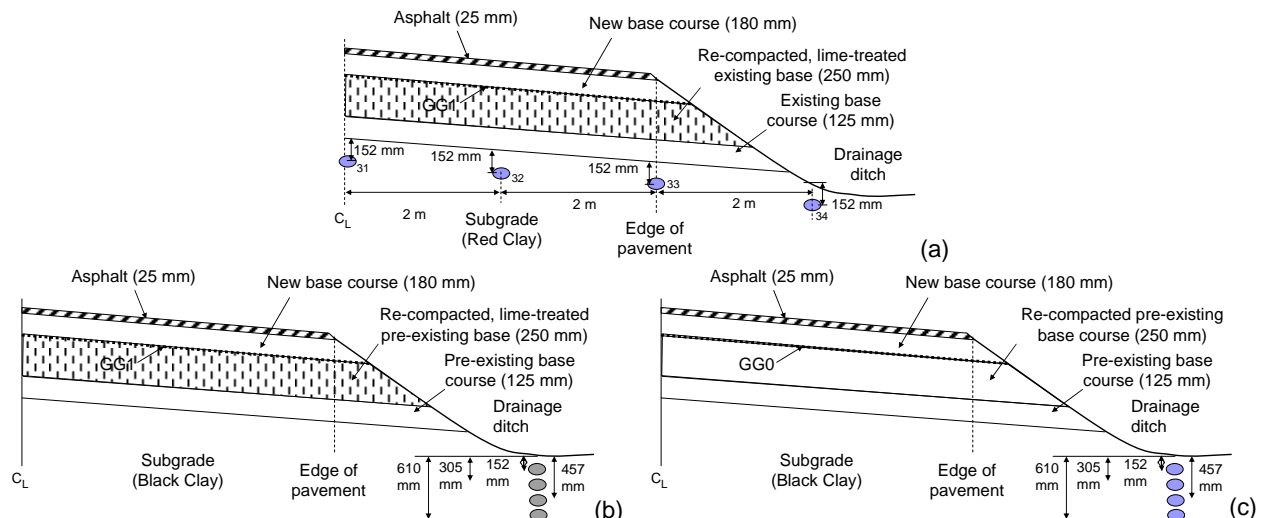 Asphalt (25 mm)
New base course (180 mm)
Re-compacted, lime-treated
existing base (250 mm)
GG1
Existing base
course (125 mm)
152 mm
152 mm
152 mm
Drainage
ditch
31
32
33
34
152 mm
2 m
2 m
2 m
CL
Subgrade
(Red Clay)
Edge of
pavement
(a)
Asphalt (25 mm)
New base course (180 mm)
Re-compacted, lime-treated
pre-existing base (250 mm)
GG1
Pre-existing base
course (125 mm)
Drainage
ditch
CL
Subgrade
(Black Clay)
Edge of
pavement
610
mm
305
mm
152
mm
457
mm
(b)
Asphalt (25 mm)
New base course (180 mm)
Re-compacted pre-existing
base course (250 mm)
GG0
Pre-existing base
course (125 mm)
Drainage
ditch
CL
Subgrade
(Black Clay)
Edge of
pavement
610
mm
305
mm
152
mm
457
mm
(c)